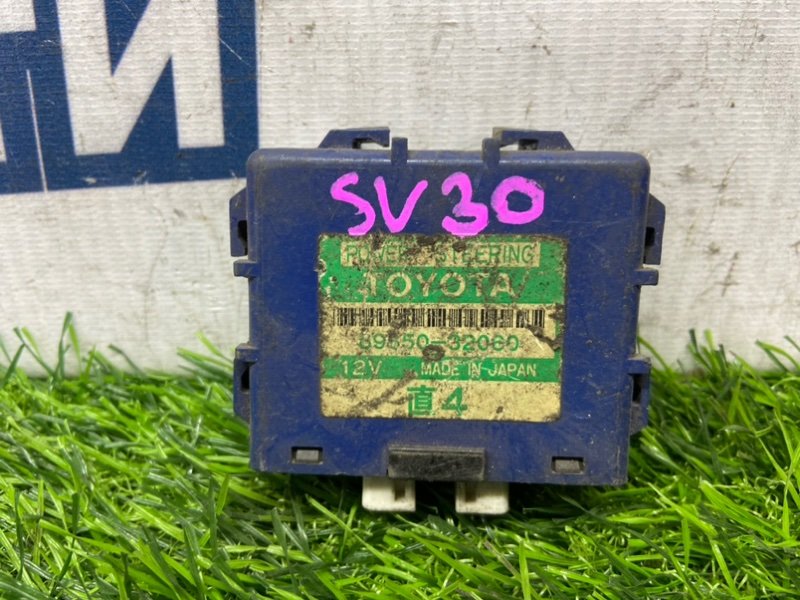 SV30
POWER STEERING
TOYOTA
89650-32060
12V MADE IN JAPAN
直4